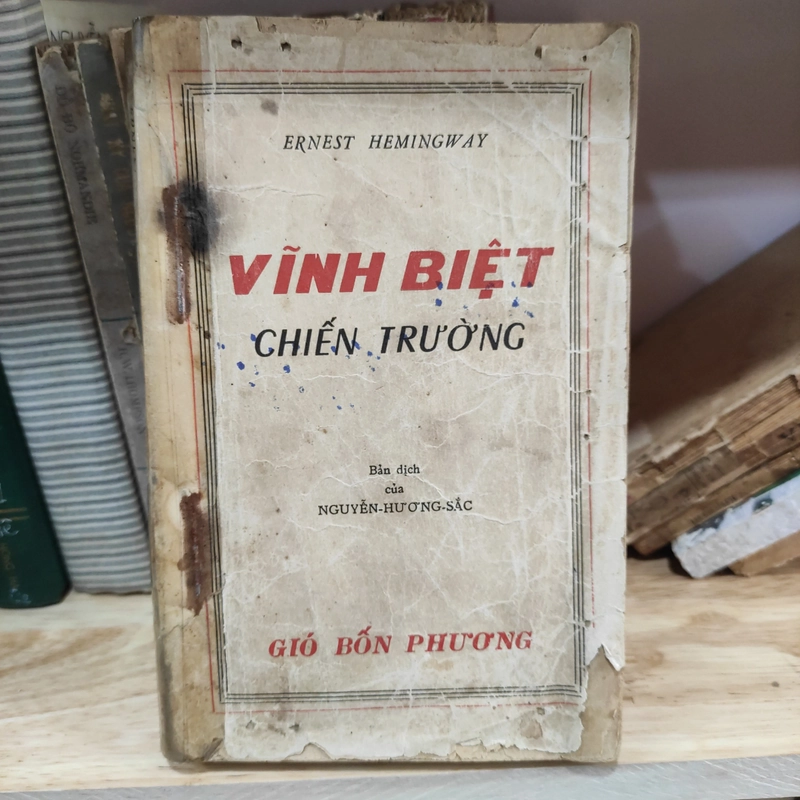 ERNEST HEMINGWAY
VĨNH BIỆT
CHIẾN TRƯỜNG
Bản dịch
của
NGUYỄN-HƯƠNG-SẮC
GIÓ BỐN PHƯƠNG